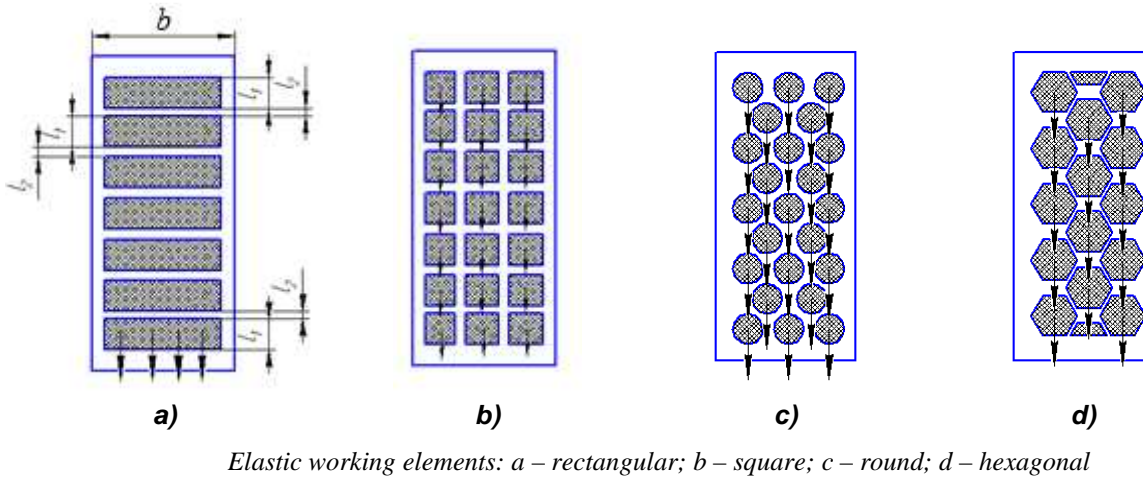 b
l₂
l₁
l₁
l₂
l₂
l₁
a)
b)
c)
d)
Elastic working elements: a – rectangular; b – square; c – round; d – hexagonal